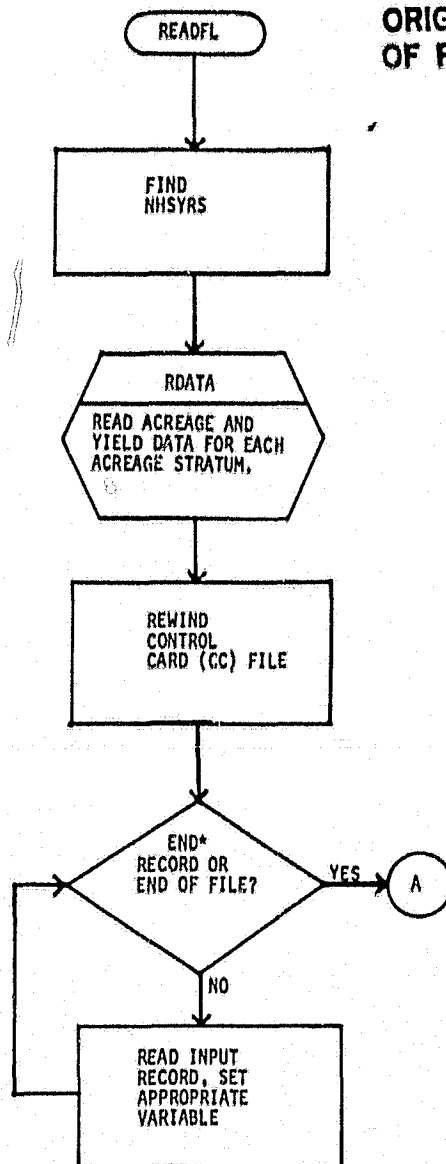 READFL
ORIG
OF F
FIND
NHSYRS
RDATA
READ ACREAGE AND
YIELD DATA FOR EACH
ACREAGE STRATUM.
REWIND
CONTROL
CARD (CC) FILE
END*
RECORD OR
END OF FILE?
YES
A
NO
READ INPUT
RECORD, SET
APPROPRIATE
VARIABLE